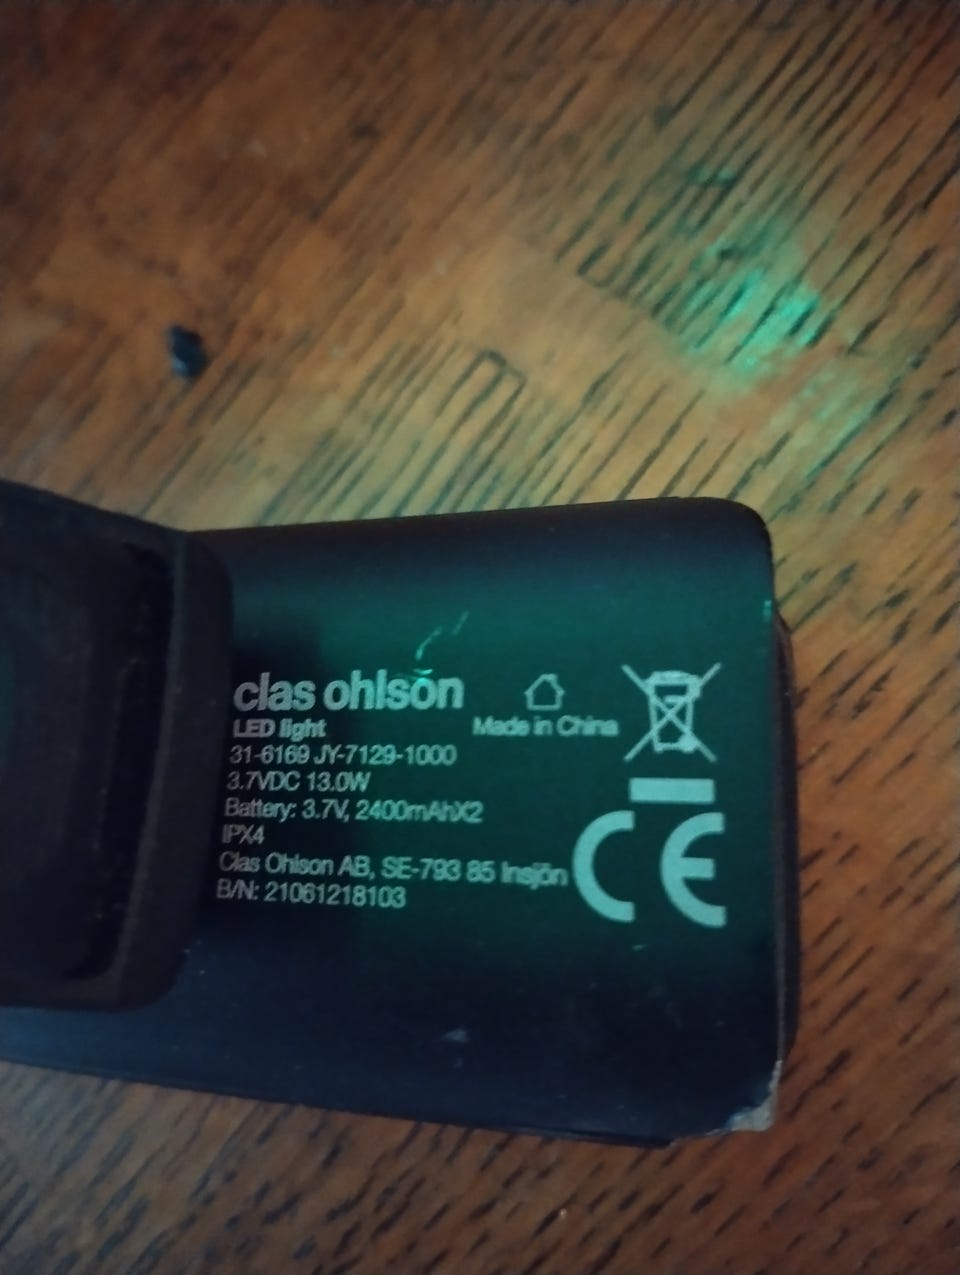 clas ohlson
LED light
Made in China
31-6169 JY-7129-1000
3.7VDC 13.0W
Battery: 3.7V, 2400mAhX2
IPX4
Clas Ohlson AB, SE-793 85 Insjön
B/N: 21061218103
CE